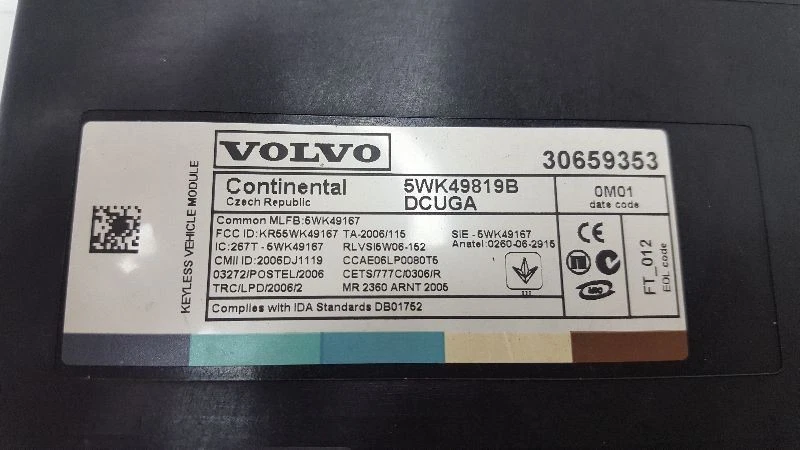 KEYLESS VEHICLE MODULE
VOLVO
30659353
Continental 5WK49819B
Czech Republic DCUGA
0M01
date code
Common MLFB:5WK49167
FCC ID:KR55WK49167 TA-2006/115 SIE - 5WK49167
IC:267T - 5WK49167 RLVSI5W06-152 Anatel:0260-06-2915
CMII ID:2006DJ1119 CCAE06LP0080T5
03272/POSTEL/2006 CETS/777C/0306/R
TRC/LPD/2006/2 MR 2360 ARNT 2005
Complies with IDA Standards DB01752
CE
FT_012
EOL code